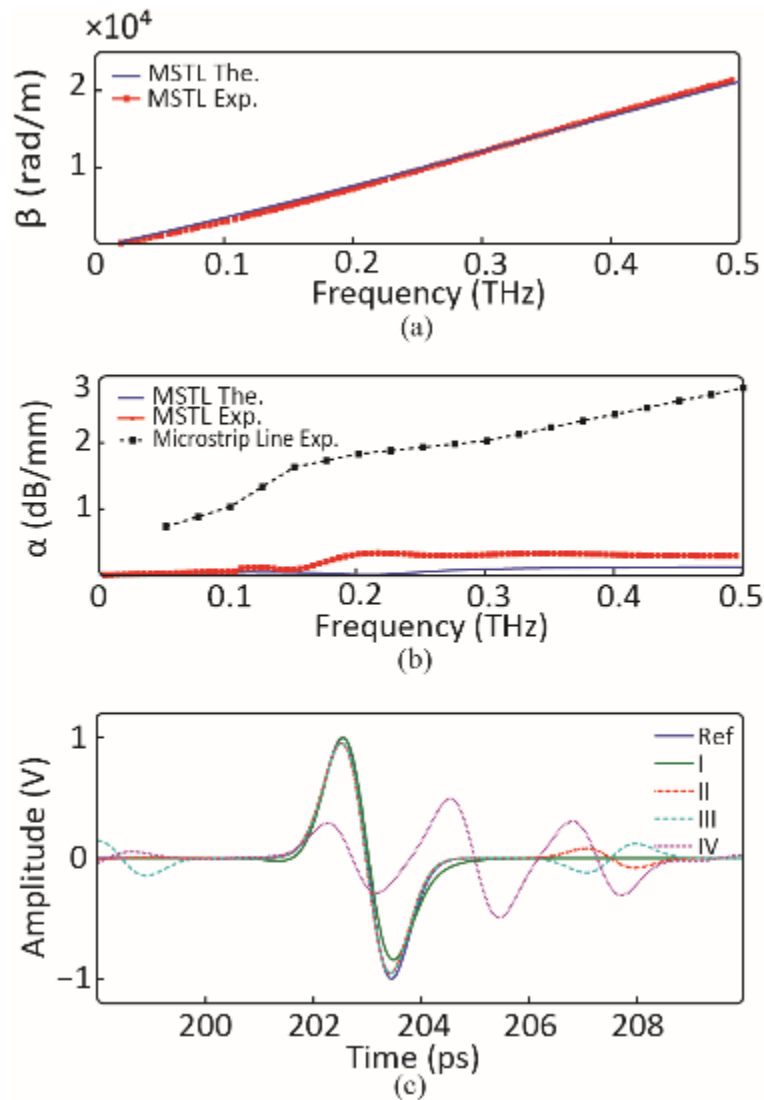 ×10⁴
β (rad/m)
2
1
MSTL The.
MSTL Exp.
0 0.1 0.2 0.3 0.4 0.5
Frequency (THz)
(a)
α (dB/mm)
3
2
1
MSTL The.
MSTL Exp.
Microstrip Line Exp.
0 0.1 0.2 0.3 0.4 0.5
Frequency (THz)
(b)
Amplitude (V)
1
0
−1
Ref
I
II
III
IV
200 202 204 206 208
Time (ps)
(c)